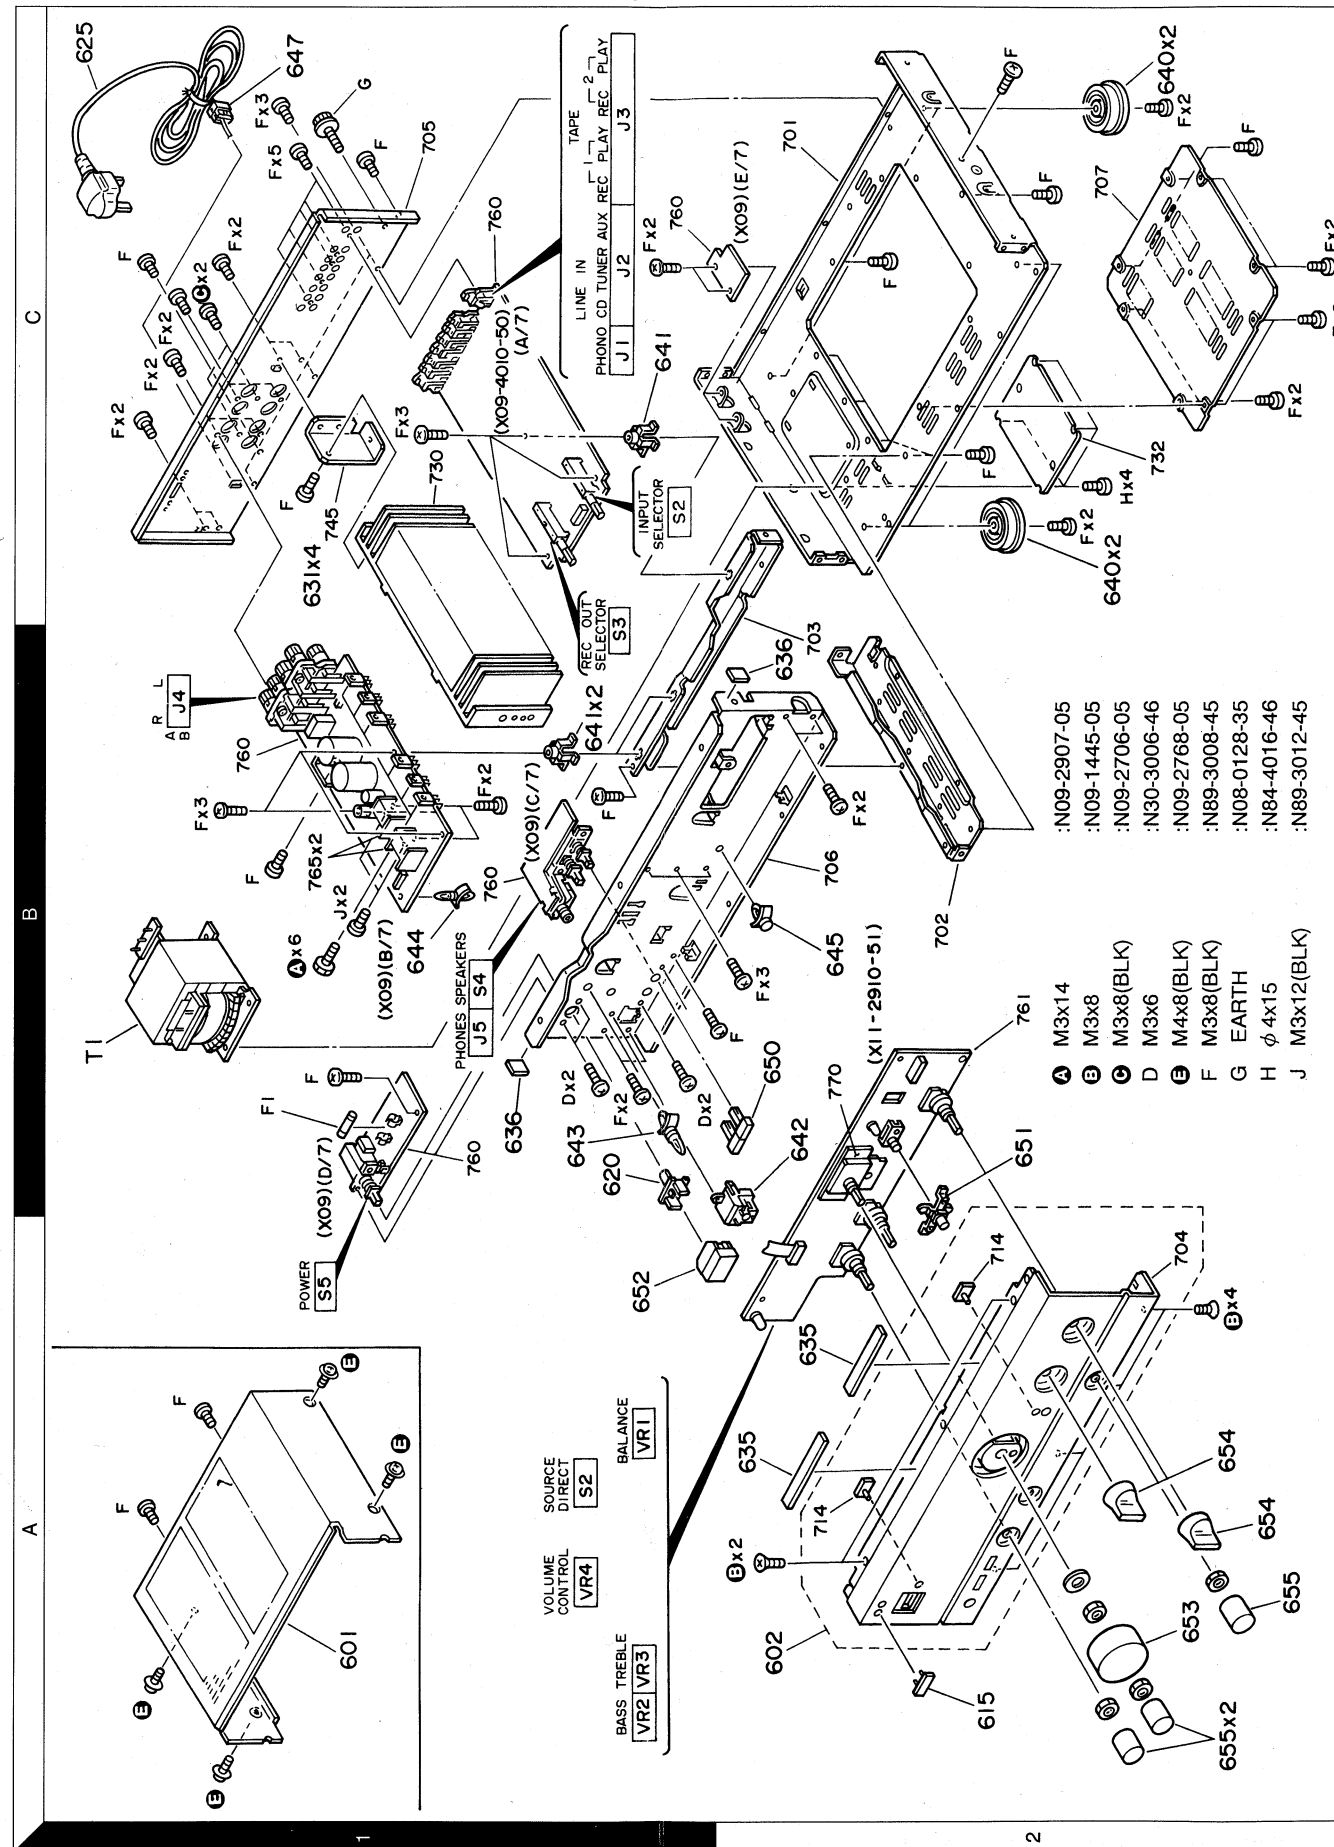 A
B
C
1
2
601
E
E
E
E
F
F
T1
F1
F
(X09)(D/7)
760
POWER
S5
A x6
Jx2
765x2
F
Fx3
760
A R L
B
J4
Fx2
(X09)(B/7)
644
PHONES SPEAKERS
J5 S4
760
(X09)(C/7)
641x2
631x4
745
F
730
Fx2
Fx2
Fx2
F
C x2
Fx2
625
647
Fx3
Fx5
G
F
705
760
(X09-4010-50)
(A/7)
Fx3
REC OUT
SELECTOR
S3
INPUT
SELECTOR
S2
641
LINE IN
TAPE
1
2
PHONO CD TUNER AUX REC PLAY REC PLAY
J1 J2 J3
Fx2
760
(X09)(E/7)
701
F
F
F
F
640x2
Fx2
707
F
Fx2
Fx2
732
Hx4
Fx2
640x2
703
636
F
636
Dx2
Fx2
643
620
652
Dx2
642
650
F
Fx3
645
706
Fx2
702
(X11-2910-51)
761
770
651
BASS TREBLE
VR2 VR3
VOLUME
CONTROL
VR4
SOURCE
DIRECT
S2
BALANCE
VR1
635
635
714
714
704
B x2
B x4
602
615
653
654
654
655
655x2
A M3x14 :N09-2907-05
B M3x8 :N09-1445-05
C M3x8(BLK) :N09-2706-05
D M3x6 :N30-3006-46
E M4x8(BLK) :N09-2768-05
F M3x8(BLK) :N89-3008-45
G EARTH :N08-0128-35
H φ4x15 :N84-4016-46
J M3x12(BLK) :N89-3012-45